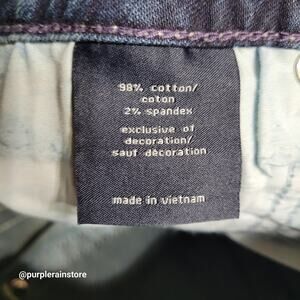 98% cotton/
coton
2% spandex
exclusive of
decoration/
sauf décoration
made in vietnam
@purplerainstore